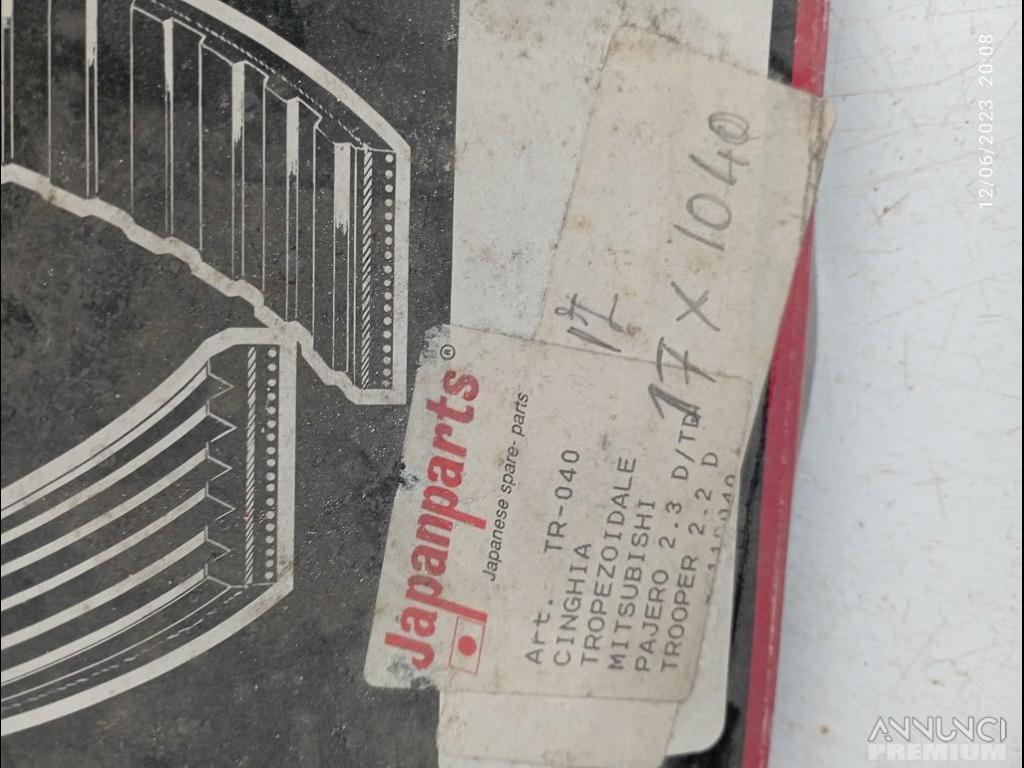 Japanparts®
Japanese spare-parts
Art. TR-040
CINGHIA
TROPEZOIDALE
MITSUBISHI
PAJERO 2.3 D/TD
TROOPER 2.2 D
17
17 X 1040
12/06/2023 20:08
ANNUNCI
PREMIUM